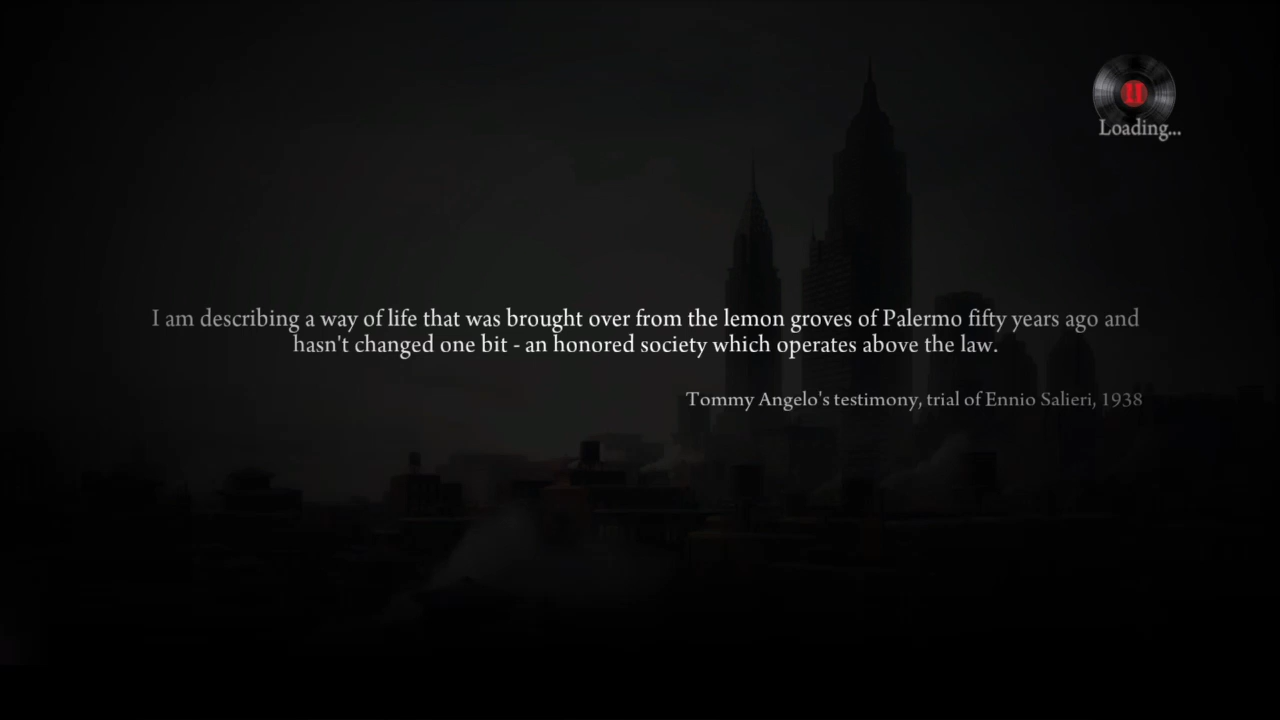 II
Loading...
I am describing a way of life that was brought over from the lemon groves of Palermo fifty years ago and
hasn't changed one bit - an honored society which operates above the law.
Tommy Angelo's testimony, trial of Ennio Salieri, 1938